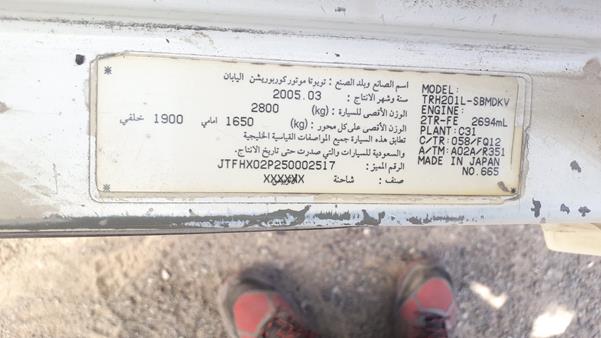 اسم الصانع وبلد الصنع : تويوتا موتور كوربوريشن اليابان
سنة وشهر الانتاج : 2005.03
الوزن الأقصى للسيارة : (kg) 2800
الوزن الأقصى على كل محور : (kg) 1650 امامي 1900 خلفي
تطابق هذه السيارة جميع المواصفات القياسية الخليجية
والسعودية للسيارات والتي صدرت حتى تاريخ الانتاج.
الرقم المميز : JTFHX02P250002517
صنف : شاحنة
MODEL:
TRH201L-SBMDKV
ENGINE:
2TR-FE 2694mL
PLANT: C31
C/TR: 058/FQ12
A/TM: A02A/R351
MADE IN JAPAN
NO. 665